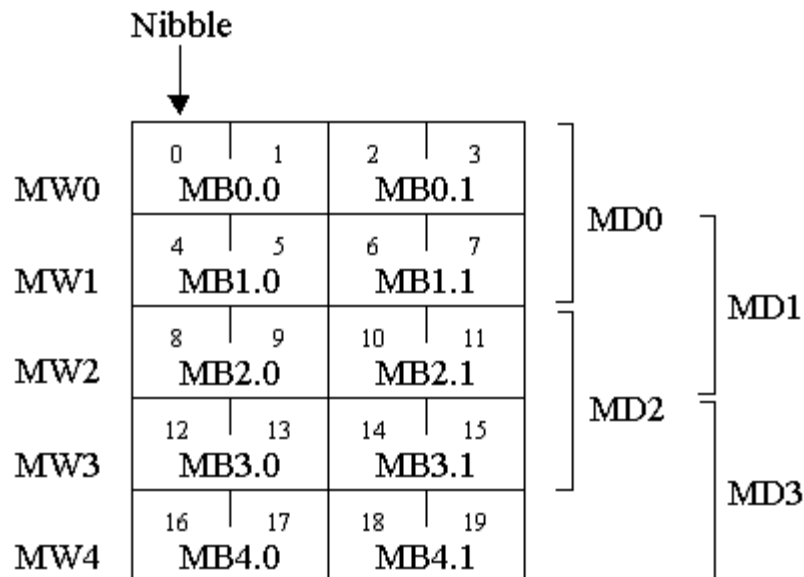 Nibble
0 1 2 3
MW0 MB0.0 MB0.1
MD0
4 5 6 7
MW1 MB1.0 MB1.1
MD1
8 9 10 11
MW2 MB2.0 MB2.1
MD2
12 13 14 15
MW3 MB3.0 MB3.1
MD3
16 17 18 19
MW4 MB4.0 MB4.1